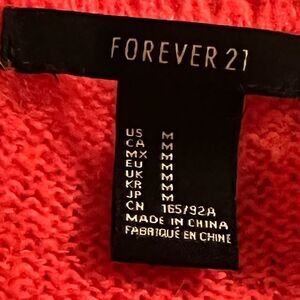 FOREVER 21
US M
CA M
MX M
EU M
UK M
KR M
JP M
CN 165/92A
MADE IN CHINA
FABRIQUÉ EN CHINE